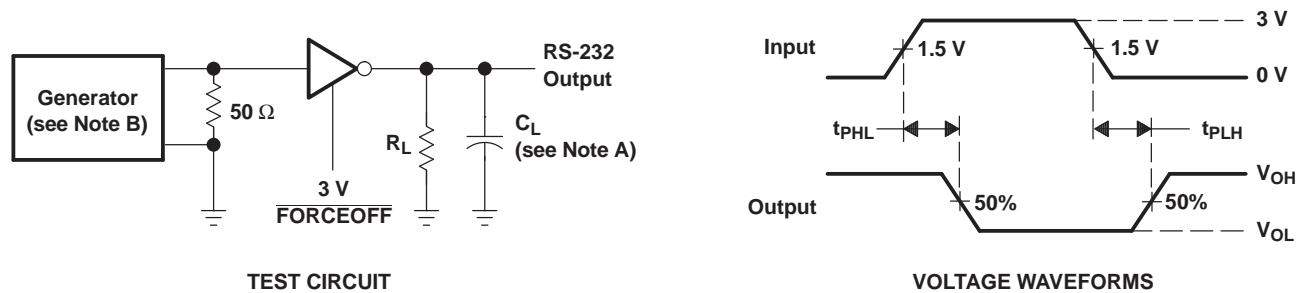 Generator
(see Note B)
50 Ω
3 V
FORCEOFF
RS-232
Output
RL
CL
(see Note A)
TEST CIRCUIT
Input
3 V
1.5 V
1.5 V
0 V
tPHL
tPLH
VOH
Output
50%
50%
VOL
VOLTAGE WAVEFORMS